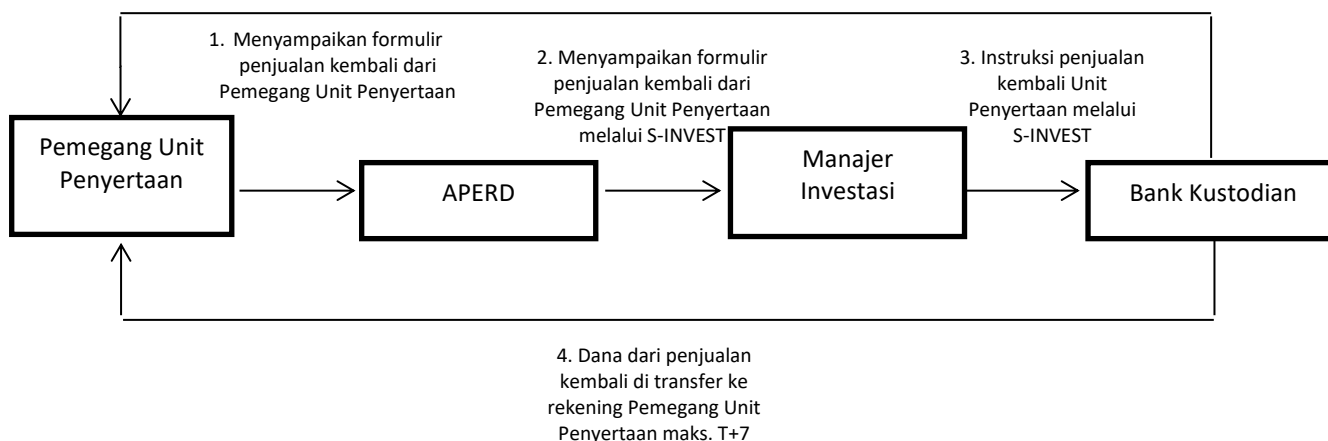 1. Menyampaikan formulir
penjualan kembali dari
Pemegang Unit Penyertaan
2. Menyampaikan formulir
penjualan kembali dari
Pemegang Unit Penyertaan
melalui S-INVEST
3. Instruksi penjualan
kembali Unit
Penyertaan melalui
S-INVEST
Pemegang Unit
Penyertaan
APERD
Manajer
Investasi
Bank Kustodian
4. Dana dari penjualan
kembali di transfer ke
rekening Pemegang Unit
Penyertaan maks. T+7